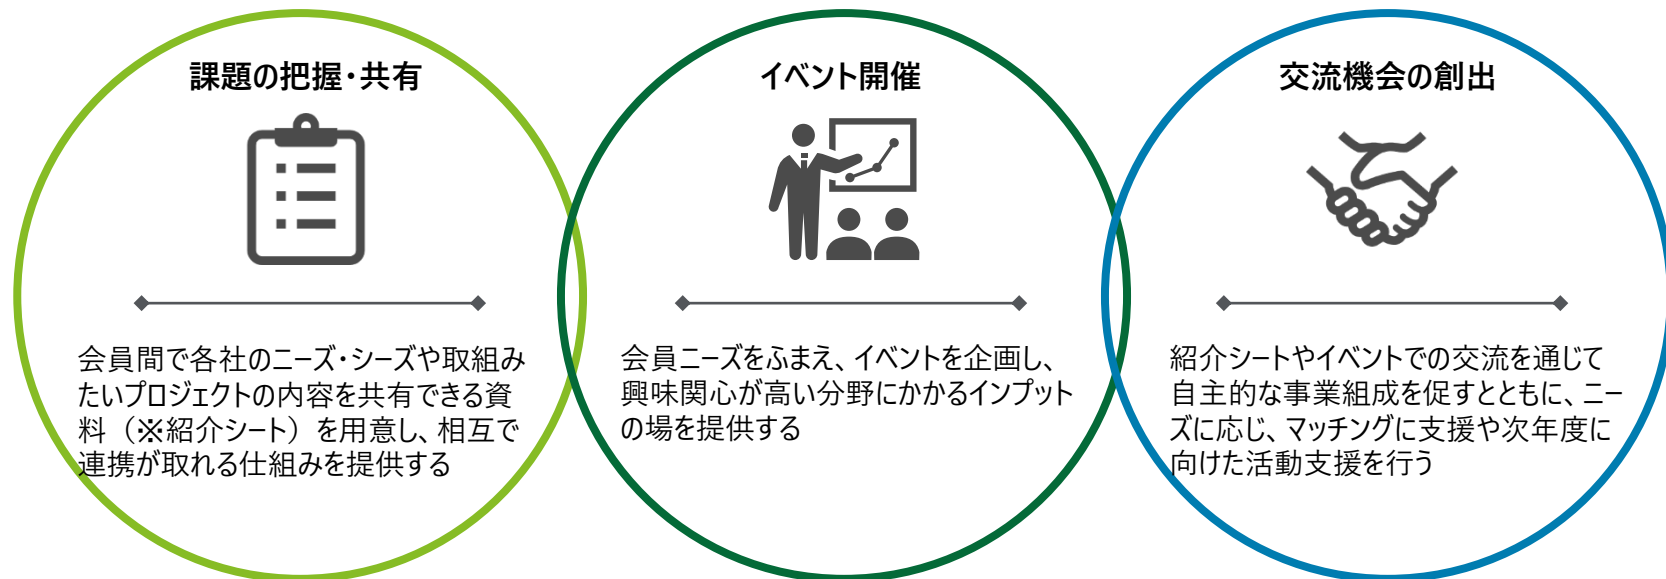 課題の把握・共有
会員間で各社のニーズ・シーズや取組み
たいプロジェクトの内容を共有できる資
料（※紹介シート）を用意し、相互で
連携が取れる仕組みを提供する
イベント開催
会員ニーズをふまえ、イベントを企画し、
興味関心が高い分野にかかるインプット
の場を提供する
交流機会の創出
紹介シートやイベントでの交流を通じて
自主的な事業組成を促すとともに、ニー
ズに応じ、マッチングに支援や次年度に
向けた活動支援を行う